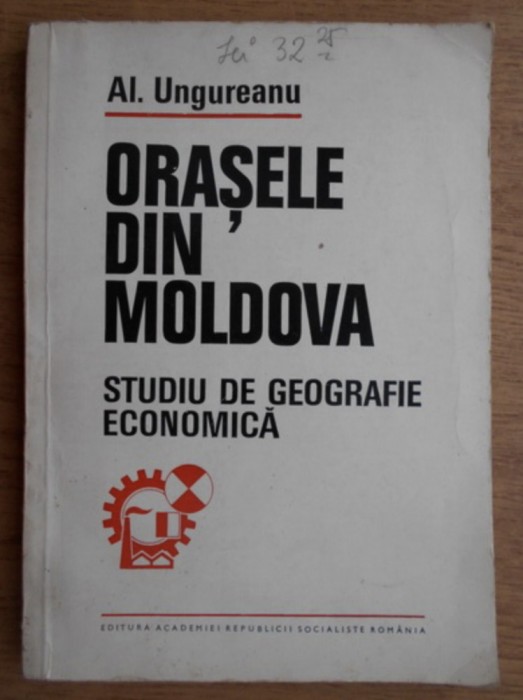 Lei 32 25
Al. Ungureanu
ORAȘELE
DIN
MOLDOVA
STUDIU DE GEOGRAFIE
ECONOMICĂ
EDITURA ACADEMIEI REPUBLICII SOCIALISTE ROMÂNIA